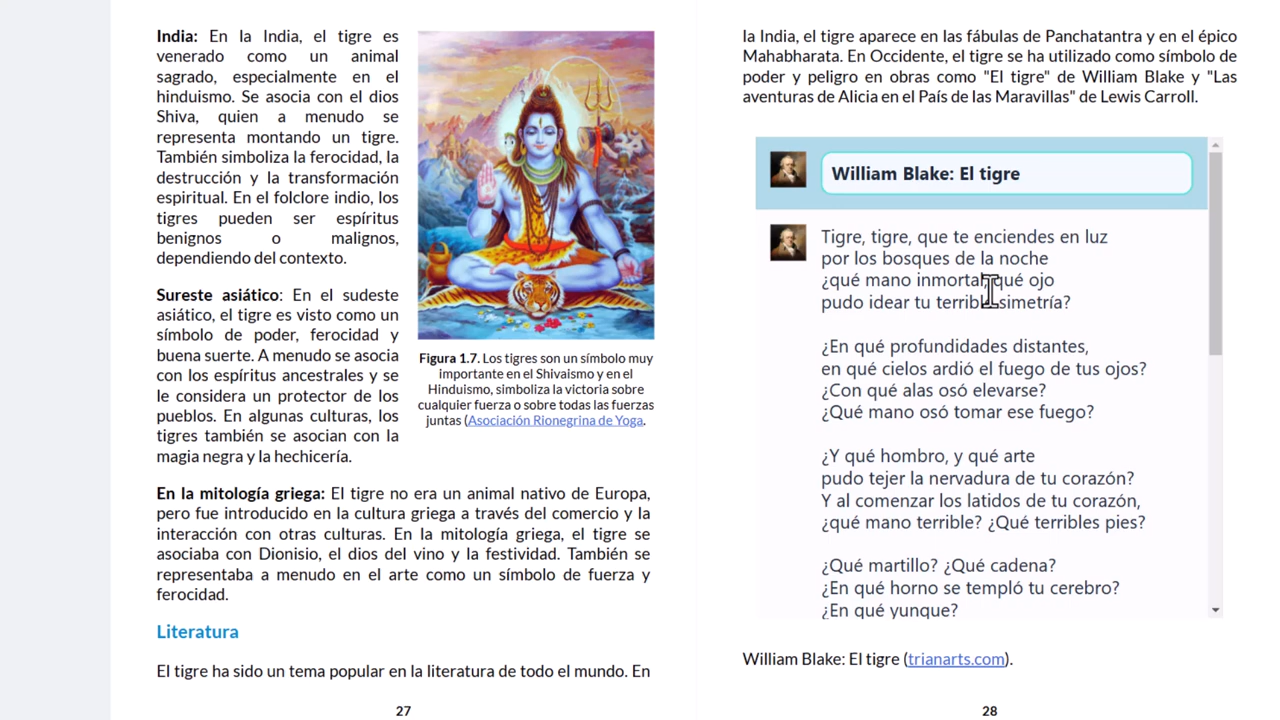 India: En la India, el tigre es
venerado como un animal
sagrado, especialmente en el
hinduismo. Se asocia con el dios
Shiva, quien a menudo se
representa montando un tigre.
También simboliza la ferocidad, la
destrucción y la transformación
espiritual. En el folclore indio, los
tigres pueden ser espíritus
benignos o malignos,
dependiendo del contexto.
Sureste asiático: En el sudeste
asiático, el tigre es visto como un
símbolo de poder, ferocidad y
buena suerte. A menudo se asocia
con los espíritus ancestrales y se
le considera un protector de los
pueblos. En algunas culturas, los
tigres también se asocian con la
magia negra y la hechicería.
Figura 1.7. Los tigres son un símbolo muy
importante en el Shivaismo y en el
Hinduismo, simboliza la victoria sobre
cualquier fuerza o sobre todas las fuerzas
juntas (Asociación Rionegrina de Yoga.
En la mitología griega: El tigre no era un animal nativo de Europa,
pero fue introducido en la cultura griega a través del comercio y la
interacción con otras culturas. En la mitología griega, el tigre se
asociaba con Dionisio, el dios del vino y la festividad. También se
representaba a menudo en el arte como un símbolo de fuerza y
ferocidad.
Literatura
El tigre ha sido un tema popular en la literatura de todo el mundo. En
27
la India, el tigre aparece en las fábulas de Panchatantra y en el épico
Mahabharata. En Occidente, el tigre se ha utilizado como símbolo de
poder y peligro en obras como "El tigre" de William Blake y "Las
aventuras de Alicia en el País de las Maravillas" de Lewis Carroll.
William Blake: El tigre
Tigre, tigre, que te enciendes en luz
por los bosques de la noche
¿qué mano inmortal, qué ojo
pudo idear tu terrible simetría?
¿En qué profundidades distantes,
en qué cielos ardió el fuego de tus ojos?
¿Con qué alas osó elevarse?
¿Qué mano osó tomar ese fuego?
¿Y qué hombro, y qué arte
pudo tejer la nervadura de tu corazón?
Y al comenzar los latidos de tu corazón,
¿qué mano terrible? ¿Qué terribles pies?
¿Qué martillo? ¿Qué cadena?
¿En qué horno se templó tu cerebro?
¿En qué yunque?
William Blake: El tigre (trianarts.com).
28